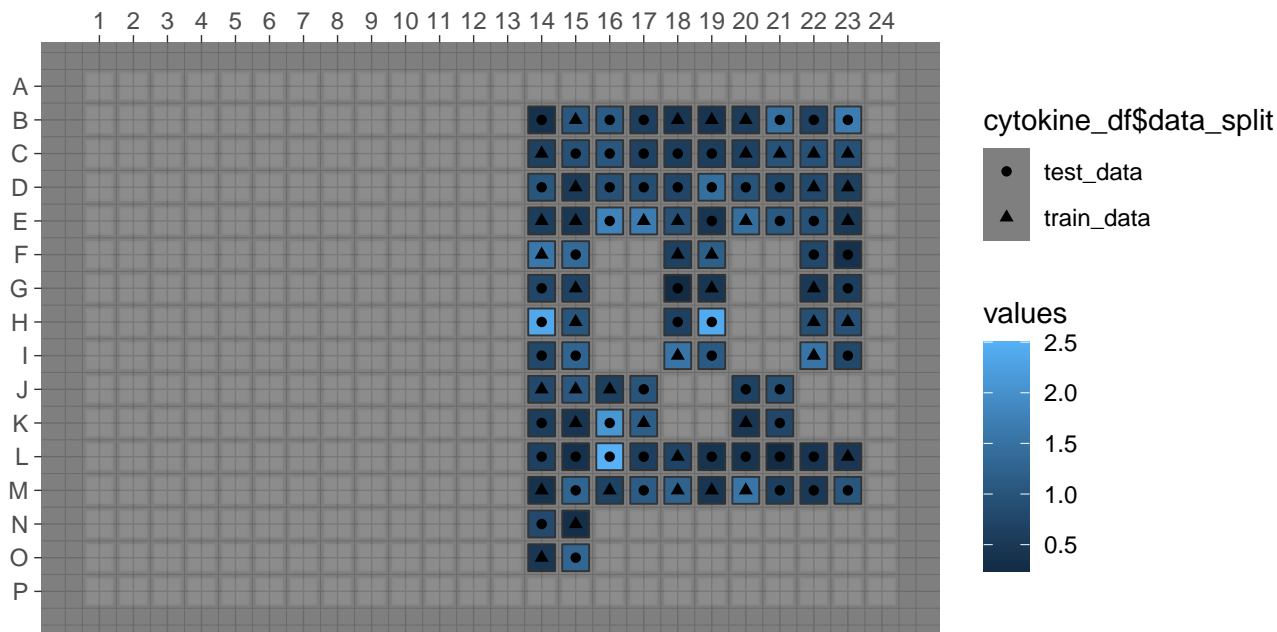 1 2 3 4 5 6 7 8 9 10 11 12 13 14 15 16 17 18 19 20 21 22 23 24
A
B
C
D
E
F
G
H
I
J
K
L
M
N
O
P
cytokine_df$data_split
test_data
train_data
values
2.5
2.0
1.5
1.0
0.5